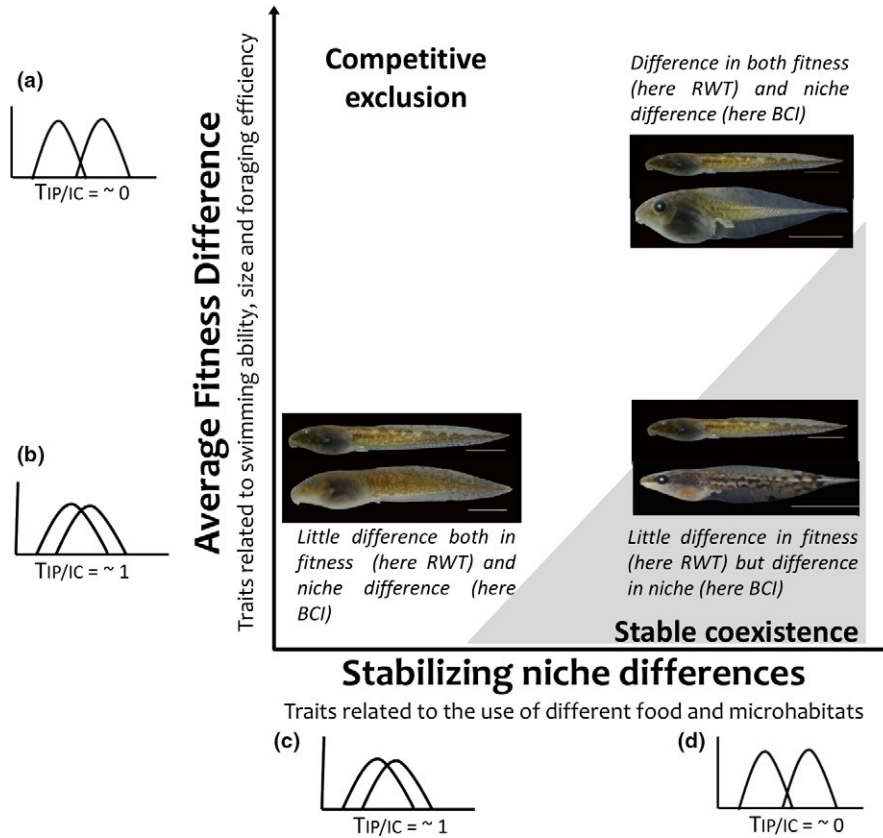 (a)
TIP/IC = ~ 0
(b)
TIP/IC = ~ 1
Average Fitness Difference
Traits related to swimming ability, size and foraging efficiency
Competitive
exclusion
Difference in both fitness
(here RWT) and niche
difference (here BCI)
Little difference both in
fitness (here RWT) and
niche difference (here
BCI)
Little difference in fitness
(here RWT) but difference
in niche (here BCI)
Stable coexistence
Stabilizing niche differences
Traits related to the use of different food and microhabitats
(c)
TIP/IC = ~ 1
(d)
TIP/IC = ~ 0